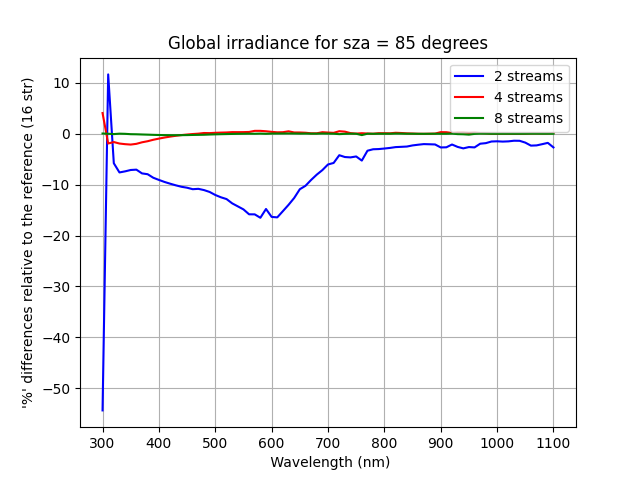 Global irradiance for sza = 85 degrees
'%' differences relative to the reference (16 str)
2 streams
4 streams
8 streams
10
0
−10
−20
−30
−40
−50
300 400 500 600 700 800 900 1000 1100
Wavelength (nm)